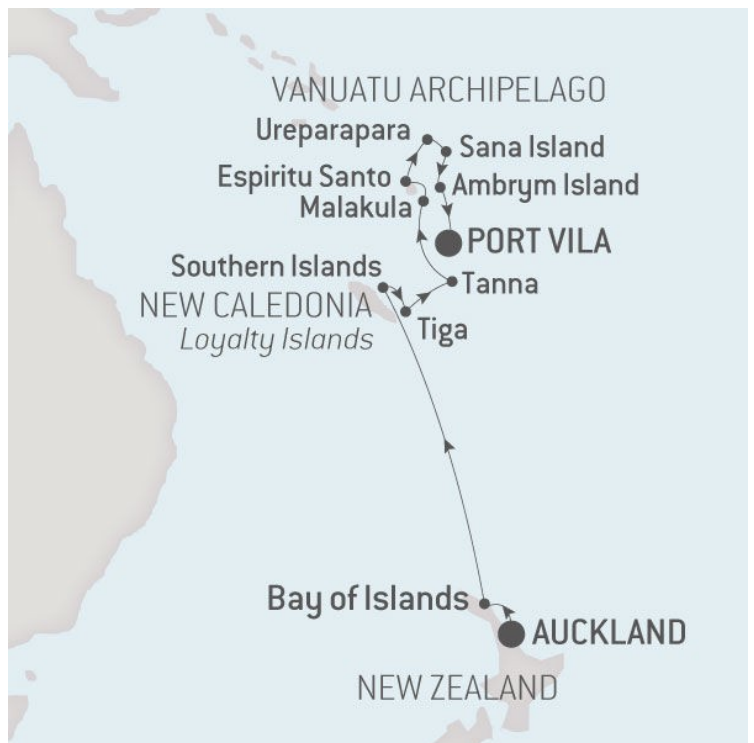 VANUATU ARCHIPELAGO
Ureparapara
Sana Island
Espiritu Santo
Ambrym Island
Malakula
PORT VILA
Southern Islands
Tanna
NEW CALEDONIA
Tiga
Loyalty Islands
Bay of Islands
AUCKLAND
NEW ZEALAND